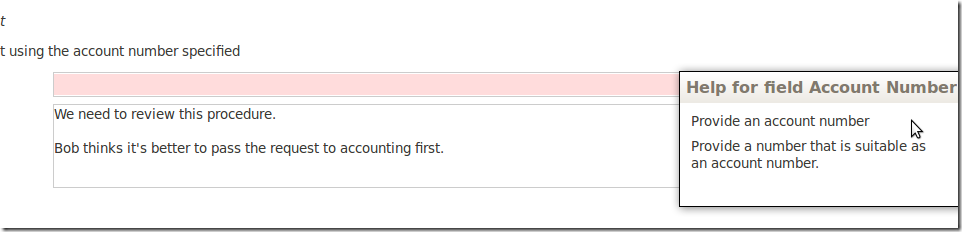 t
t using the account number specified
We need to review this procedure.
Bob thinks it's better to pass the request to accounting first.
Help for field Account Number
Provide an account number
Provide a number that is suitable as
an account number.